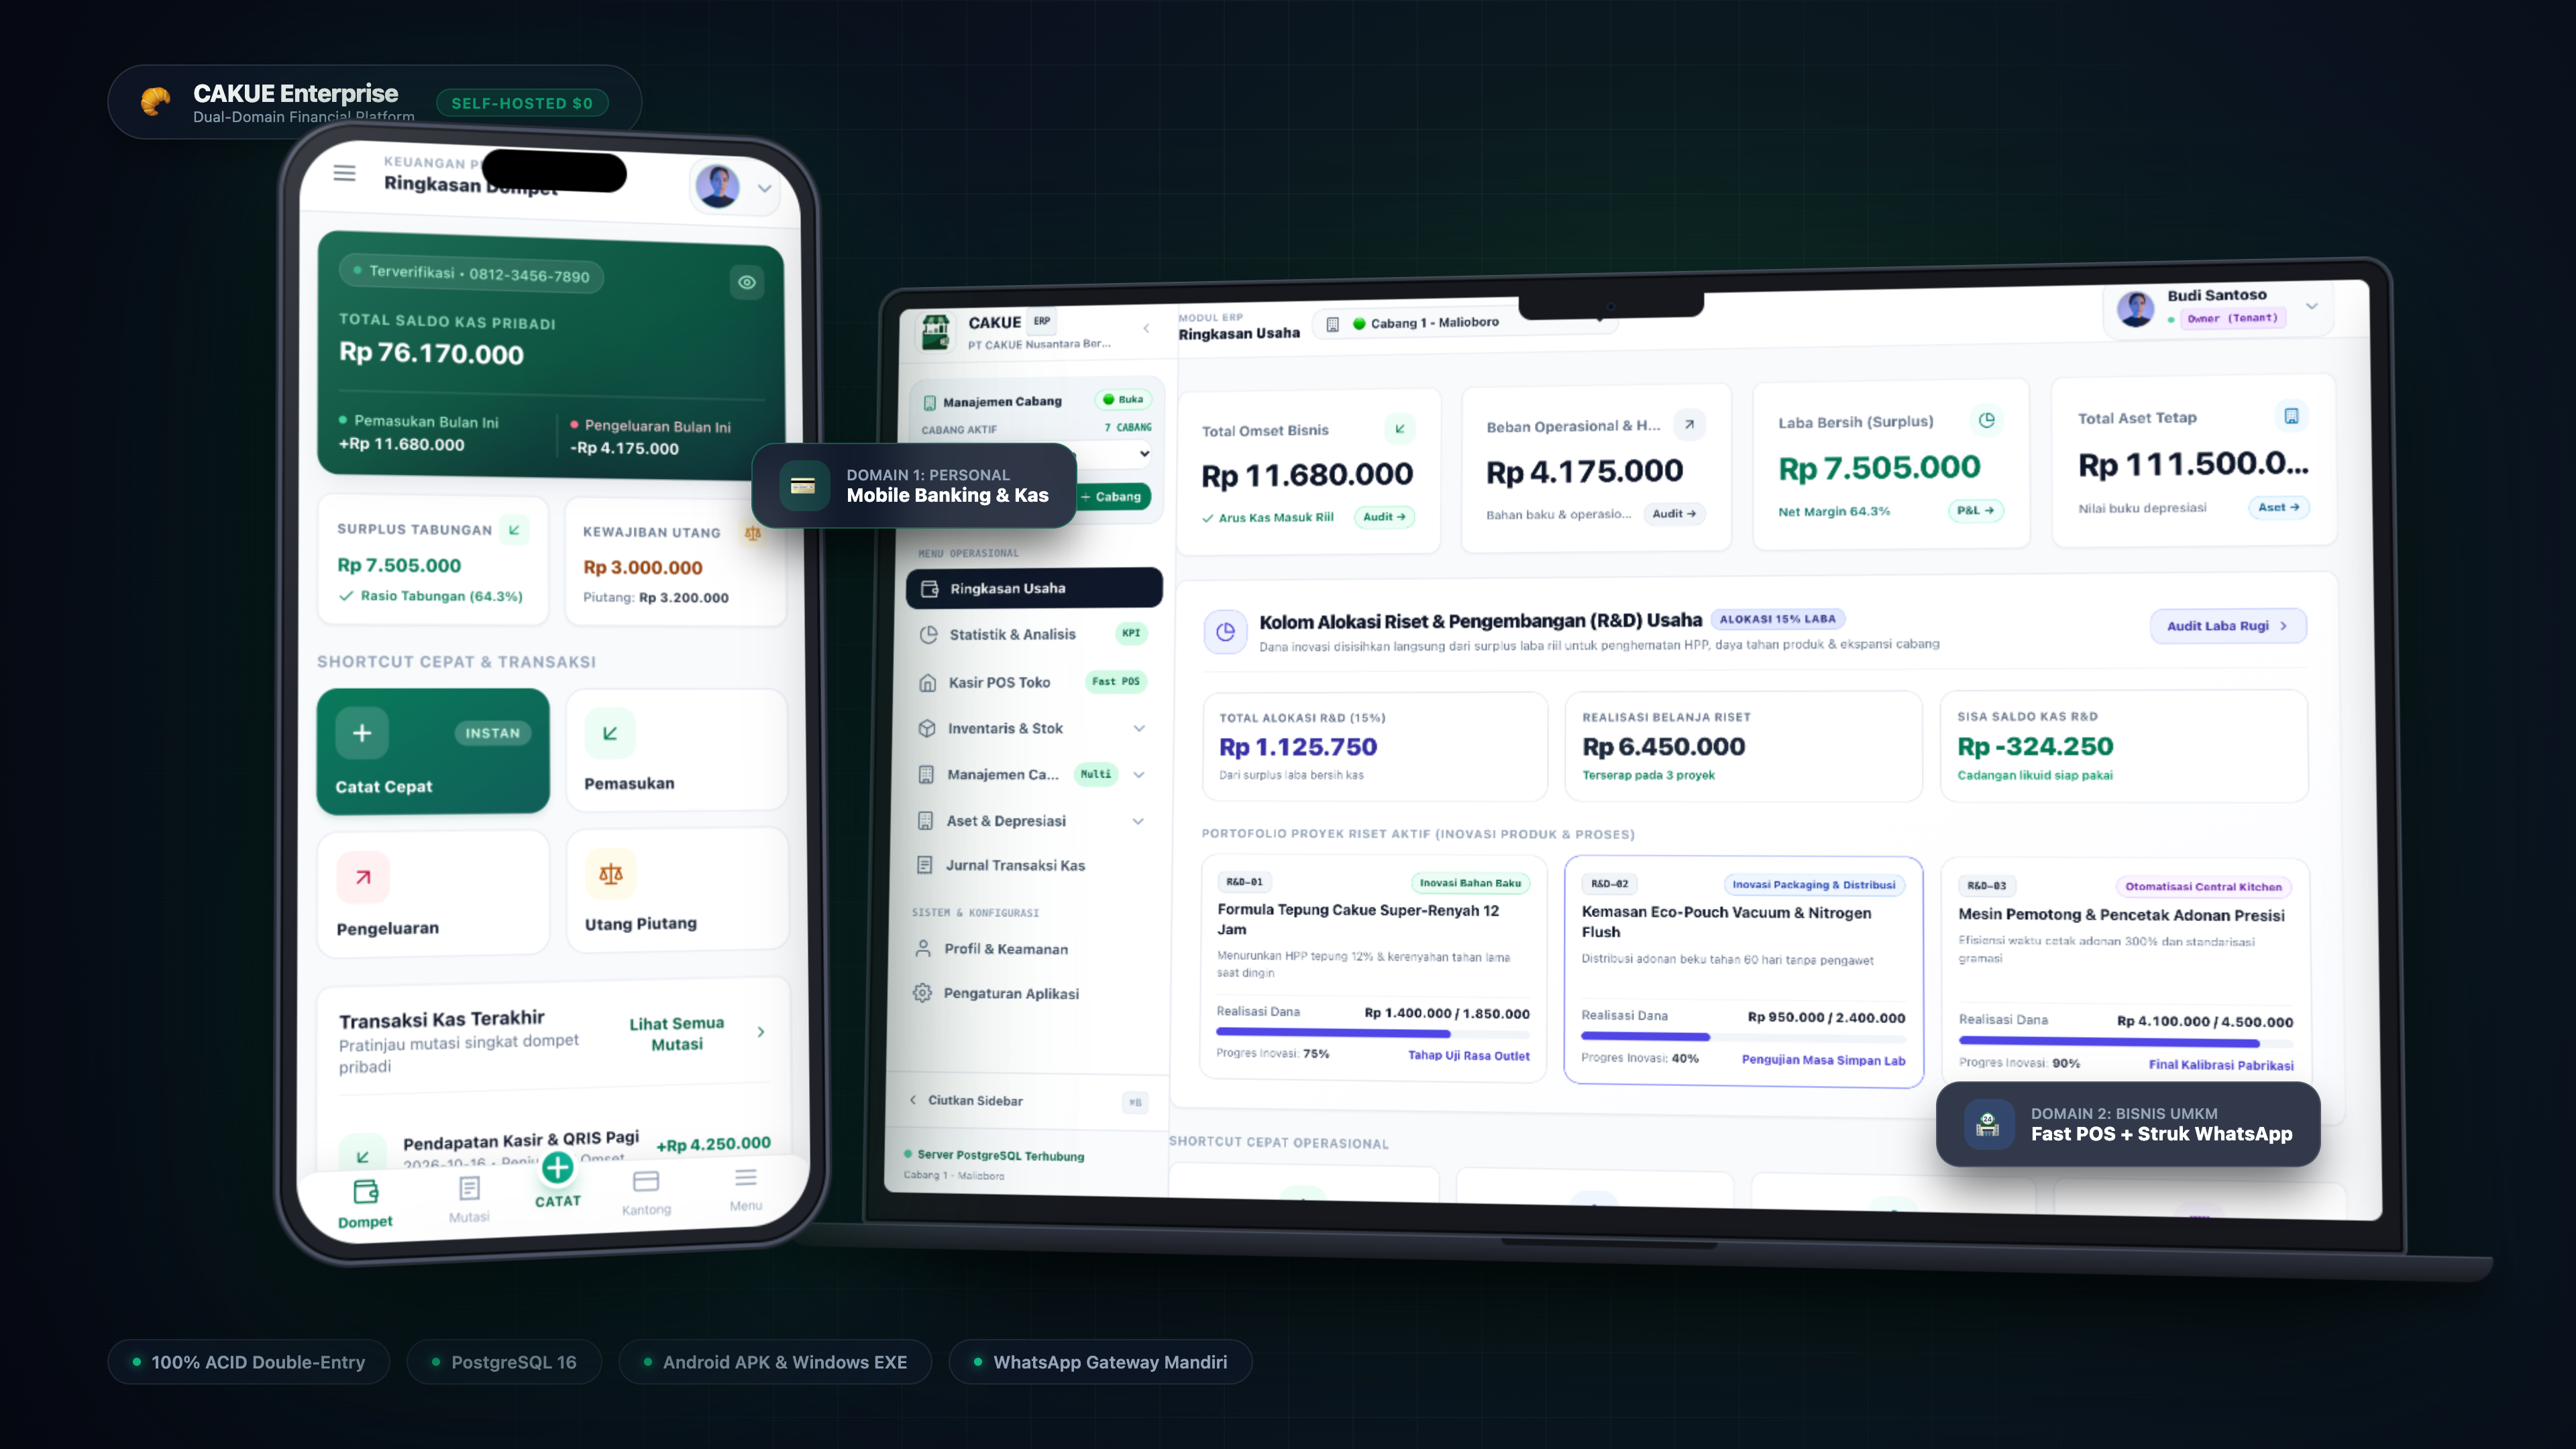 CAKUE Enterprise
Dual-Domain Financial Platform
SELF-HOSTED $0
KEUANGAN
Ringkasan Dompet
Terverifikasi • 0812-3456-7890
TOTAL SALDO KAS PRIBADI
Rp 76.170.000
Pemasukan Bulan Ini
+Rp 11.680.000
Pengeluaran Bulan Ini
-Rp 4.175.000
SURPLUS TABUNGAN
Rp 7.505.000
Rasio Tabungan (64.3%)
KEWAJIBAN UTANG
Rp 3.000.000
Piutang: Rp 3.200.000
SHORTCUT CEPAT & TRANSAKSI
INSTAN
Catat Cepat
Pemasukan
Pengeluaran
Utang Piutang
Transaksi Kas Terakhir
Pratinjau mutasi singkat dompet
pribadi
Lihat Semua
Mutasi
Pendapatan Kasir & QRIS Pagi
+Rp 4.250.000
2026-10-16 •
Omset
Dompet
Mutasi
CATAT
Kantong
Menu
DOMAIN 1: PERSONAL
Mobile Banking & Kas
CAKUE ERP
PT CAKUE Nusantara Ber...
Manajemen Cabang
Buka
CABANG AKTIF
7 CABANG
+ Cabang
MENU OPERASIONAL
Ringkasan Usaha
Statistik & Analisis
KPI
Kasir POS Toko
Fast POS
Inventaris & Stok
Manajemen Ca...
Multi
Aset & Depresiasi
Jurnal Transaksi Kas
SISTEM & KONFIGURASI
Profil & Keamanan
Pengaturan Aplikasi
Ciutkan Sidebar
⌘B
Server PostgreSQL Terhubung
Cabang 1 - Malioboro
MODUL ERP
Ringkasan Usaha
Cabang 1 - Malioboro
Budi Santoso
Owner (Tenant)
Total Omset Bisnis
Rp 11.680.000
Arus Kas Masuk Riil
Audit →
Beban Operasional & H...
Rp 4.175.000
Bahan baku & operasio...
Audit →
Laba Bersih (Surplus)
Rp 7.505.000
Net Margin 64.3%
P&L →
Total Aset Tetap
Rp 111.500.0...
Nilai buku depresiasi
Aset →
Kolom Alokasi Riset & Pengembangan (R&D) Usaha
ALOKASI 15% LABA
Dana inovasi disisihkan langsung dari surplus laba riil untuk penghematan HPP, daya tahan produk & ekspansi cabang
Audit Laba Rugi
TOTAL ALOKASI R&D (15%)
Rp 1.125.750
Dari surplus laba bersih kas
REALISASI BELANJA RISET
Rp 6.450.000
Terserap pada 3 proyek
SISA SALDO KAS R&D
Rp -324.250
Cadangan likuid siap pakai
PORTOFOLIO PROYEK RISET AKTIF (INOVASI PRODUK & PROSES)
R&D-01
Inovasi Bahan Baku
Formula Tepung Cakue Super-Renyah 12
Jam
Menurunkan HPP tepung 12% & kerenyahan tahan lama
saat dingin
Realisasi Dana
Rp 1.400.000 / 1.850.000
Progres Inovasi: 75%
Tahap Uji Rasa Outlet
R&D-02
Inovasi Packaging & Distribusi
Kemasan Eco-Pouch Vacuum & Nitrogen
Flush
Distribusi adonan beku tahan 60 hari tanpa pengawet
Realisasi Dana
Rp 950.000 / 2.400.000
Progres Inovasi: 40%
Pengujian Masa Simpan Lab
R&D-03
Otomatisasi Central Kitchen
Mesin Pemotong & Pencetak Adonan Presisi
Efisiensi waktu cetak adonan 300% dan standarisasi
gramasi
Realisasi Dana
Rp 4.100.000 / 4.500.000
Progres Inovasi: 90%
Final Kalibrasi Pabrikasi
SHORTCUT CEPAT OPERASIONAL
DOMAIN 2: BISNIS UMKM
Fast POS + Struk WhatsApp
100% ACID Double-Entry
PostgreSQL 16
Android APK & Windows EXE
WhatsApp Gateway Mandiri